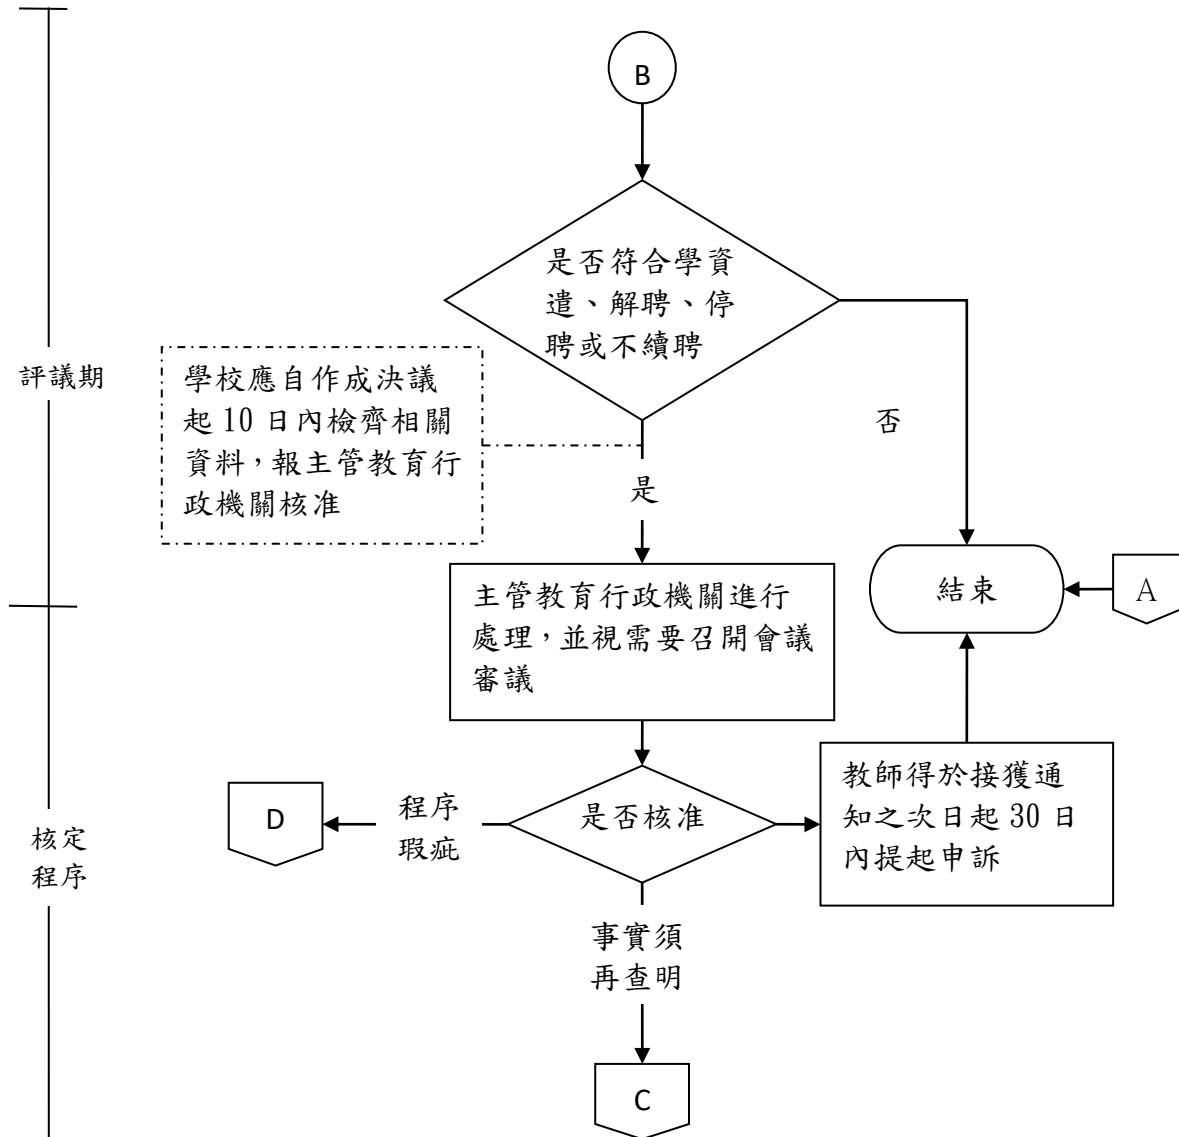 B
是否符合學資
遣、解聘、停
聘或不續聘
評議期
學校應自作成決議
起 10 日內檢齊相關
資料，報主管教育行
政機關核准
否
是
結束
A
主管教育行政機關進行
處理，並視需要召開會議
審議
核定
程序
D
程序
瑕疵
是否核准
教師得於接獲通
知之次日起 30 日
內提起申訴
事實須
再查明
C